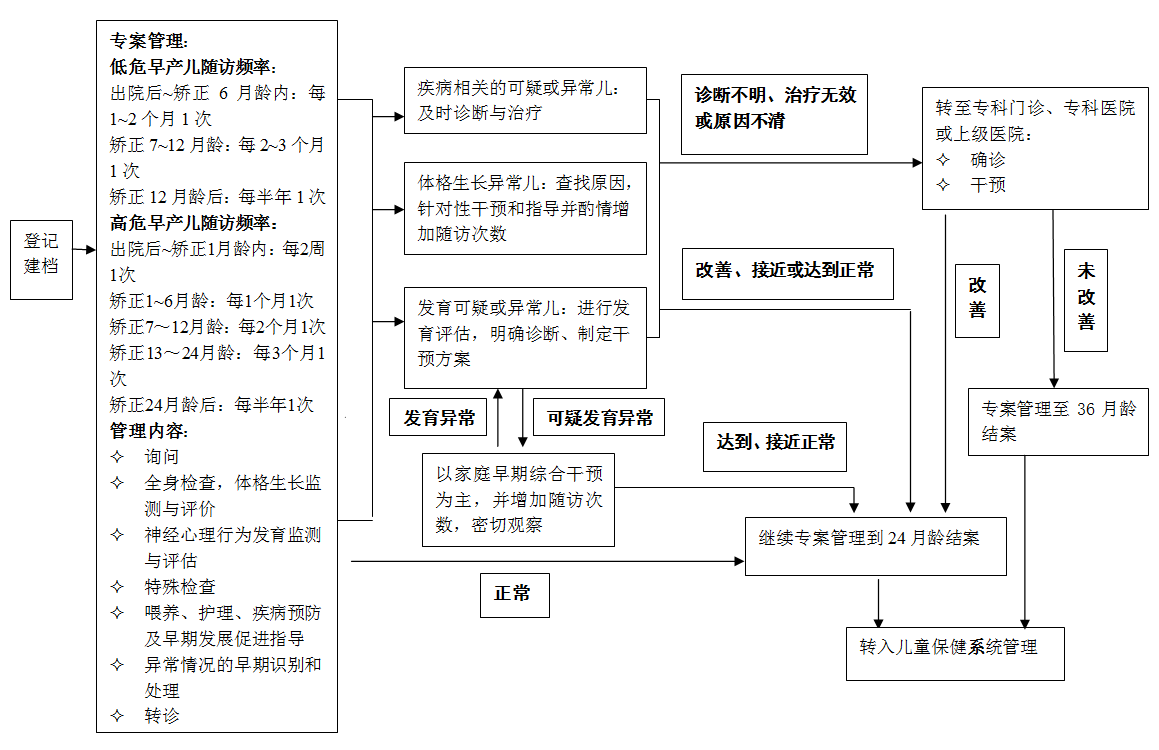 登记
建档
专案管理：
低危早产儿随访频率：
出院后~矫正 6 月龄内：每
1~2 个月 1 次
矫正 7~12 月龄：每 2~3 个月
1 次
矫正 12 月龄后：每半年 1 次
高危早产儿随访频率：
出院后~矫正1月龄内：每2周
1次
矫正1~6月龄：每1个月1次
矫正7～12月龄：每2个月1次
矫正13～24月龄：每3个月1
次
矫正24月龄后：每半年1次
管理内容：
✧ 询问
✧ 全身检查，体格生长监
测与评价
✧ 神经心理行为发育监测
与评估
✧ 特殊检查
✧ 喂养、护理、疾病预防
及早期发展促进指导
✧ 异常情况的早期识别和
处理
✧ 转诊
疾病相关的可疑或异常儿：
及时诊断与治疗
体格生长异常儿：查找原因，
针对性干预和指导并酌情增
加随访次数
发育可疑或异常儿：进行发
育评估，明确诊断、制定干
预方案
发育异常
可疑发育异常
以家庭早期综合干预
为主，并增加随访次
数，密切观察
正常
诊断不明、治疗无效
或原因不清
改善、接近或达到正常
达到、接近正常
转至专科门诊、专科医院
或上级医院：
✧ 确诊
✧ 干预
改
善
未
改
善
专案管理至 36 月龄
结案
继续专案管理到 24 月龄结案
转入儿童保健系统管理